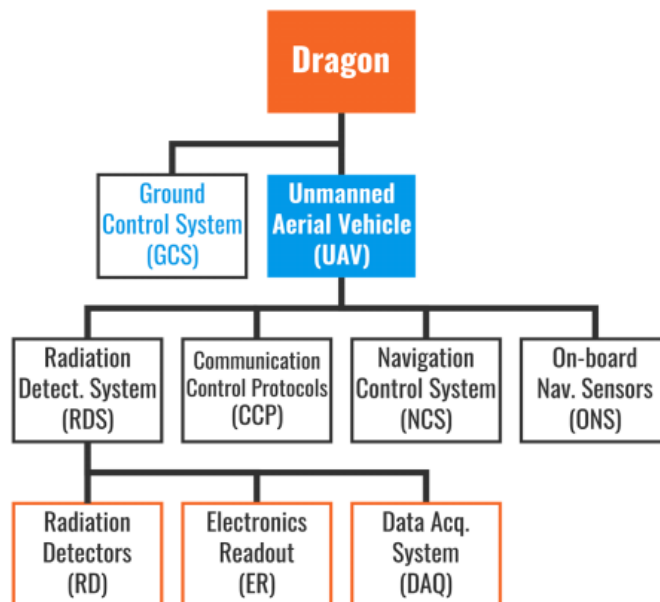 Dragon
Ground
Control System
(GCS)
Unmanned
Aerial Vehicle
(UAV)
Radiation
Detect. System
(RDS)
Communication
Control Protocols
(CCP)
Navigation
Control System
(NCS)
On-board
Nav. Sensors
(ONS)
Radiation
Detectors
(RD)
Electronics
Readout
(ER)
Data Acq.
System
(DAQ)